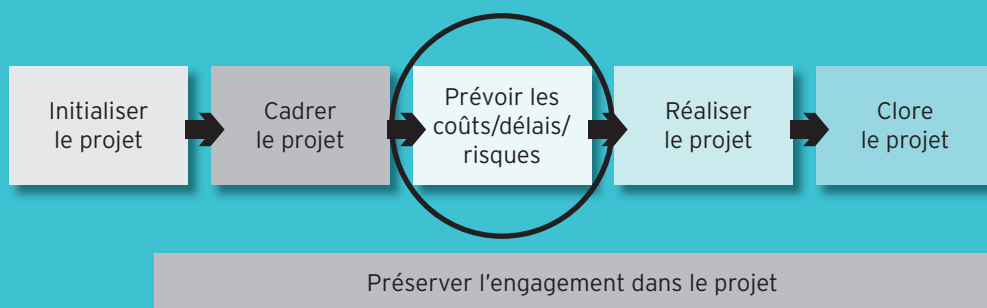 Initialiser
le projet
Cadrer
le projet
Prévoir les
coûts/délais/
risques
Réaliser
le projet
Clore
le projet
Préserver l'engagement dans le projet